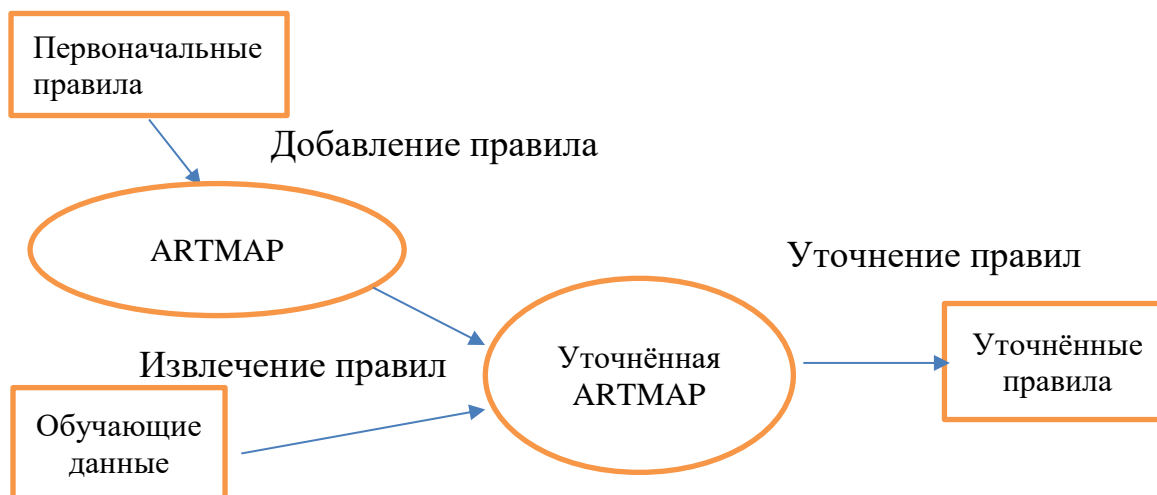 Первоначальные
правила
Добавление правила
ARTMAP
Уточнение правил
Извлечение правил
Уточнённая
ARTMAP
Уточнённые
правила
Обучающие
данные